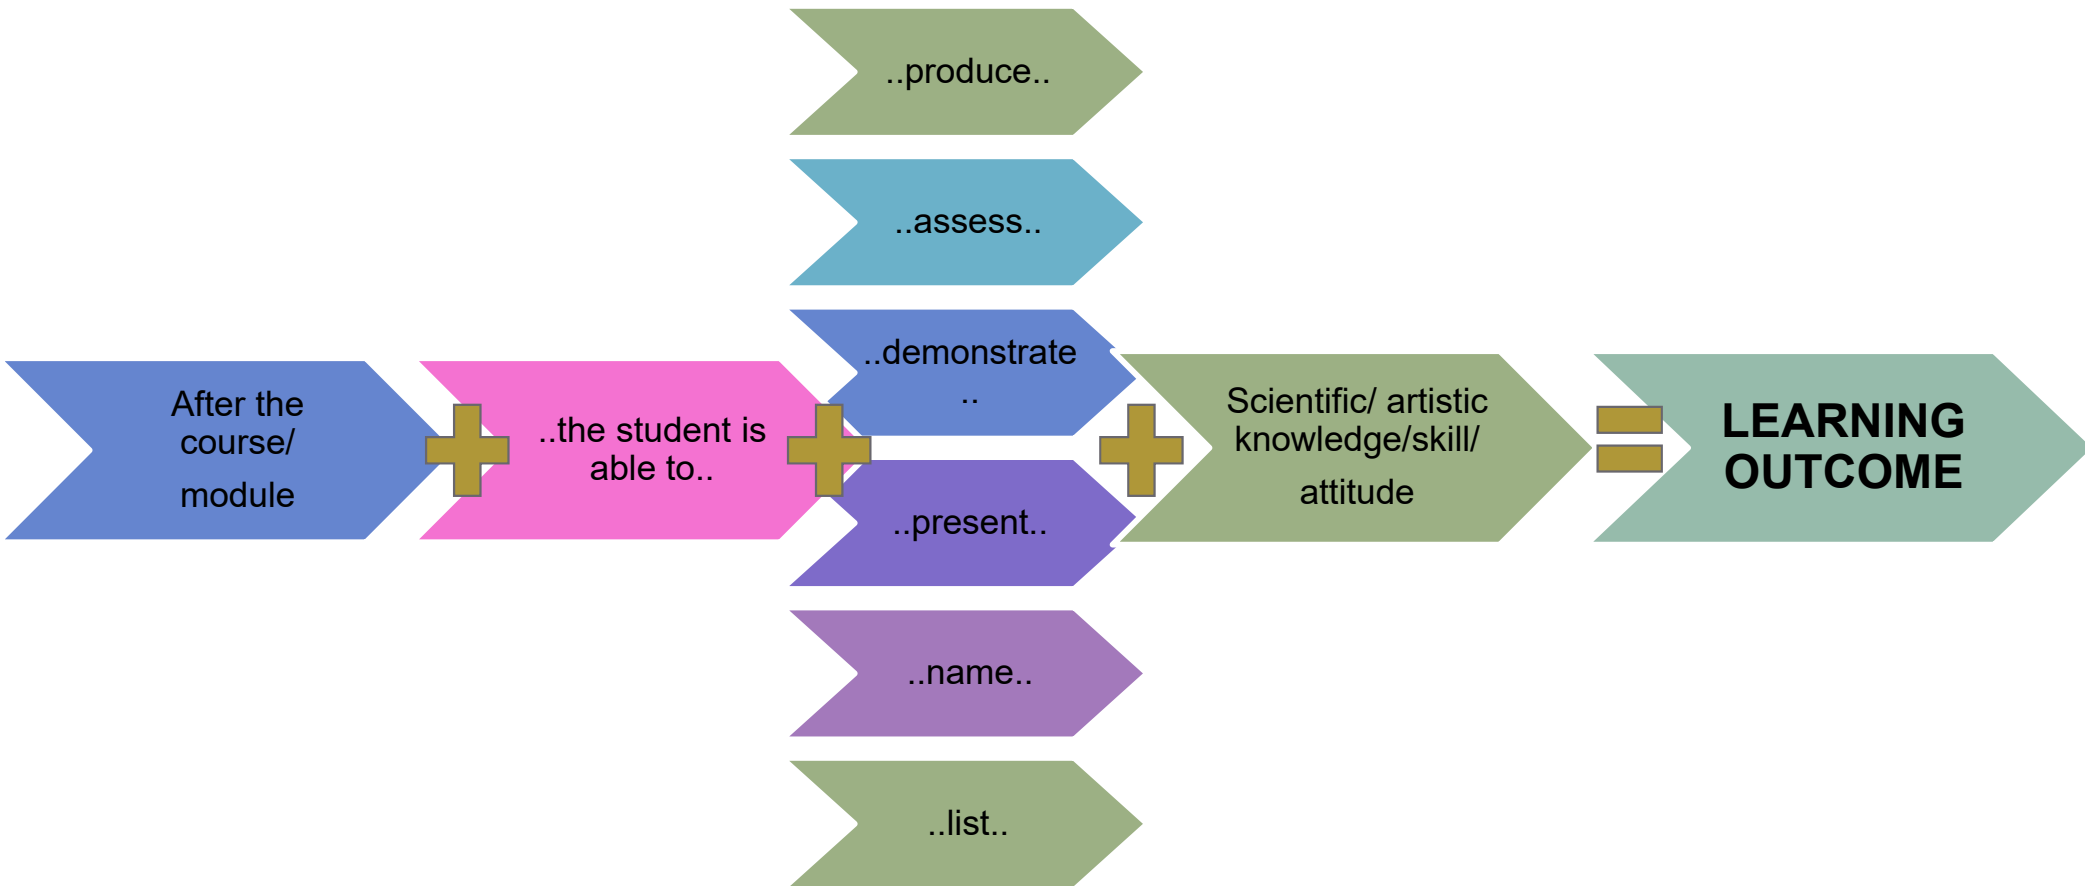 ..produce..
..assess..
..demonstrate
..
After the
course/
module
..the student is
able to..
Scientific/ artistic
knowledge/skill/
attitude
LEARNING
OUTCOME
..present..
..name..
..list..